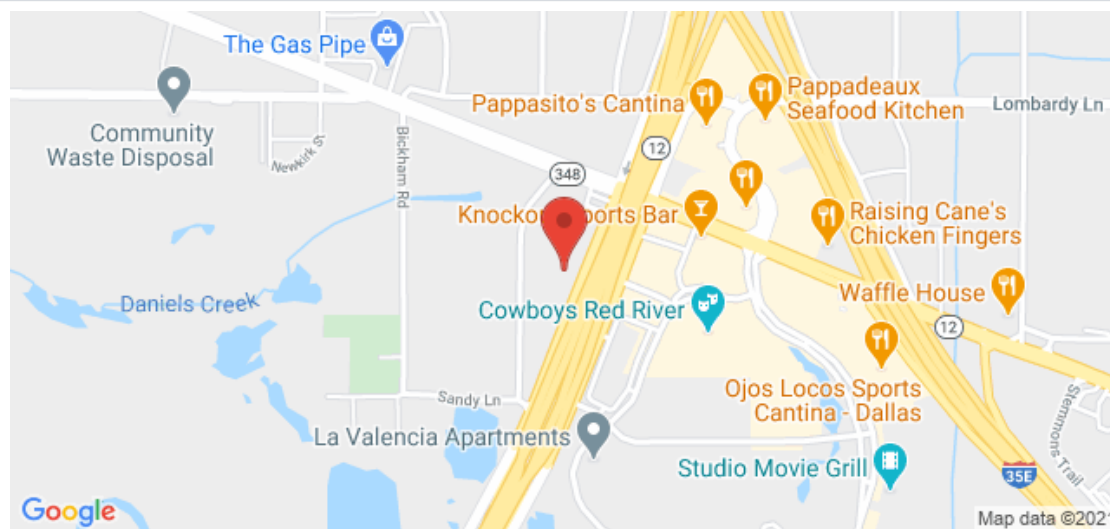 The Gas Pipe
Community
Waste Disposal
Newkirk St
Bickham Rd
Pappasito's Cantina
Pappadeaux
Seafood Kitchen
Lombardy Ln
12
348
Sports Bar
Raising Cane's
Chicken Fingers
Daniels Creek
Cowboys Red River
Waffle House
12
Ojos Locos Sports
Cantina - Dallas
Sandy Ln
La Valencia Apartments
Studio Movie Grill
35E
Stemmons Trail
Google
Map data ©2021